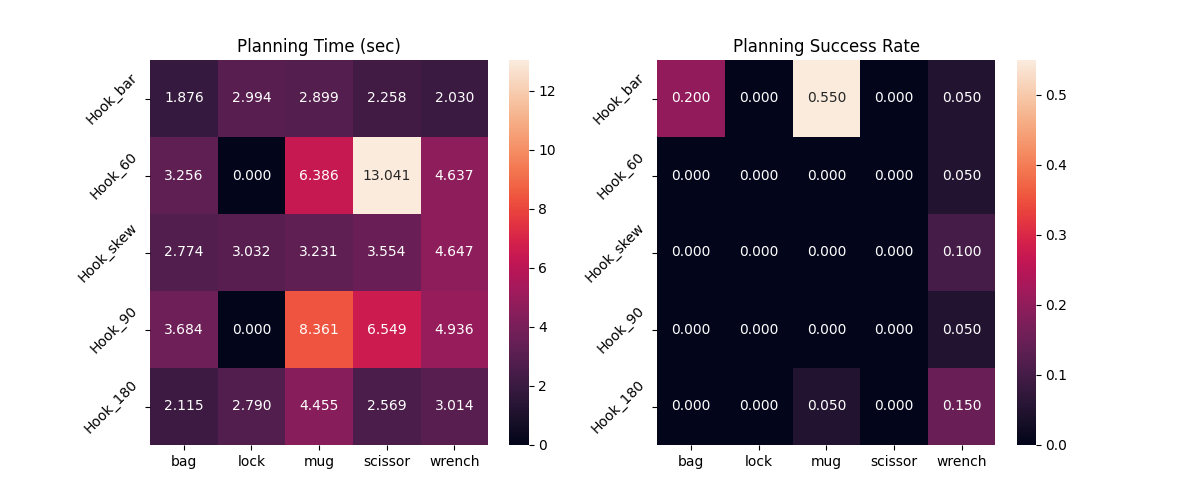 Planning Time (sec)
Hook_bar 1.876 2.994 2.899 2.258 2.030
Hook_60 3.256 0.000 6.386 13.041 4.637
Hook_skew 2.774 3.032 3.231 3.554 4.647
Hook_90 3.684 0.000 8.361 6.549 4.936
Hook_180 2.115 2.790 4.455 2.569 3.014
bag lock mug scissor wrench
12
10
8
6
4
2
0
Planning Success Rate
Hook_bar 0.200 0.000 0.550 0.000 0.050
Hook_60 0.000 0.000 0.000 0.000 0.050
Hook_skew 0.000 0.000 0.000 0.000 0.100
Hook_90 0.000 0.000 0.000 0.000 0.050
Hook_180 0.000 0.000 0.050 0.000 0.150
bag lock mug scissor wrench
0.5
0.4
0.3
0.2
0.1
0.0